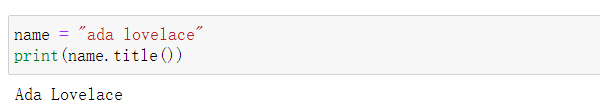 name = "ada lovelace"
print(name.title())
Ada Lovelace